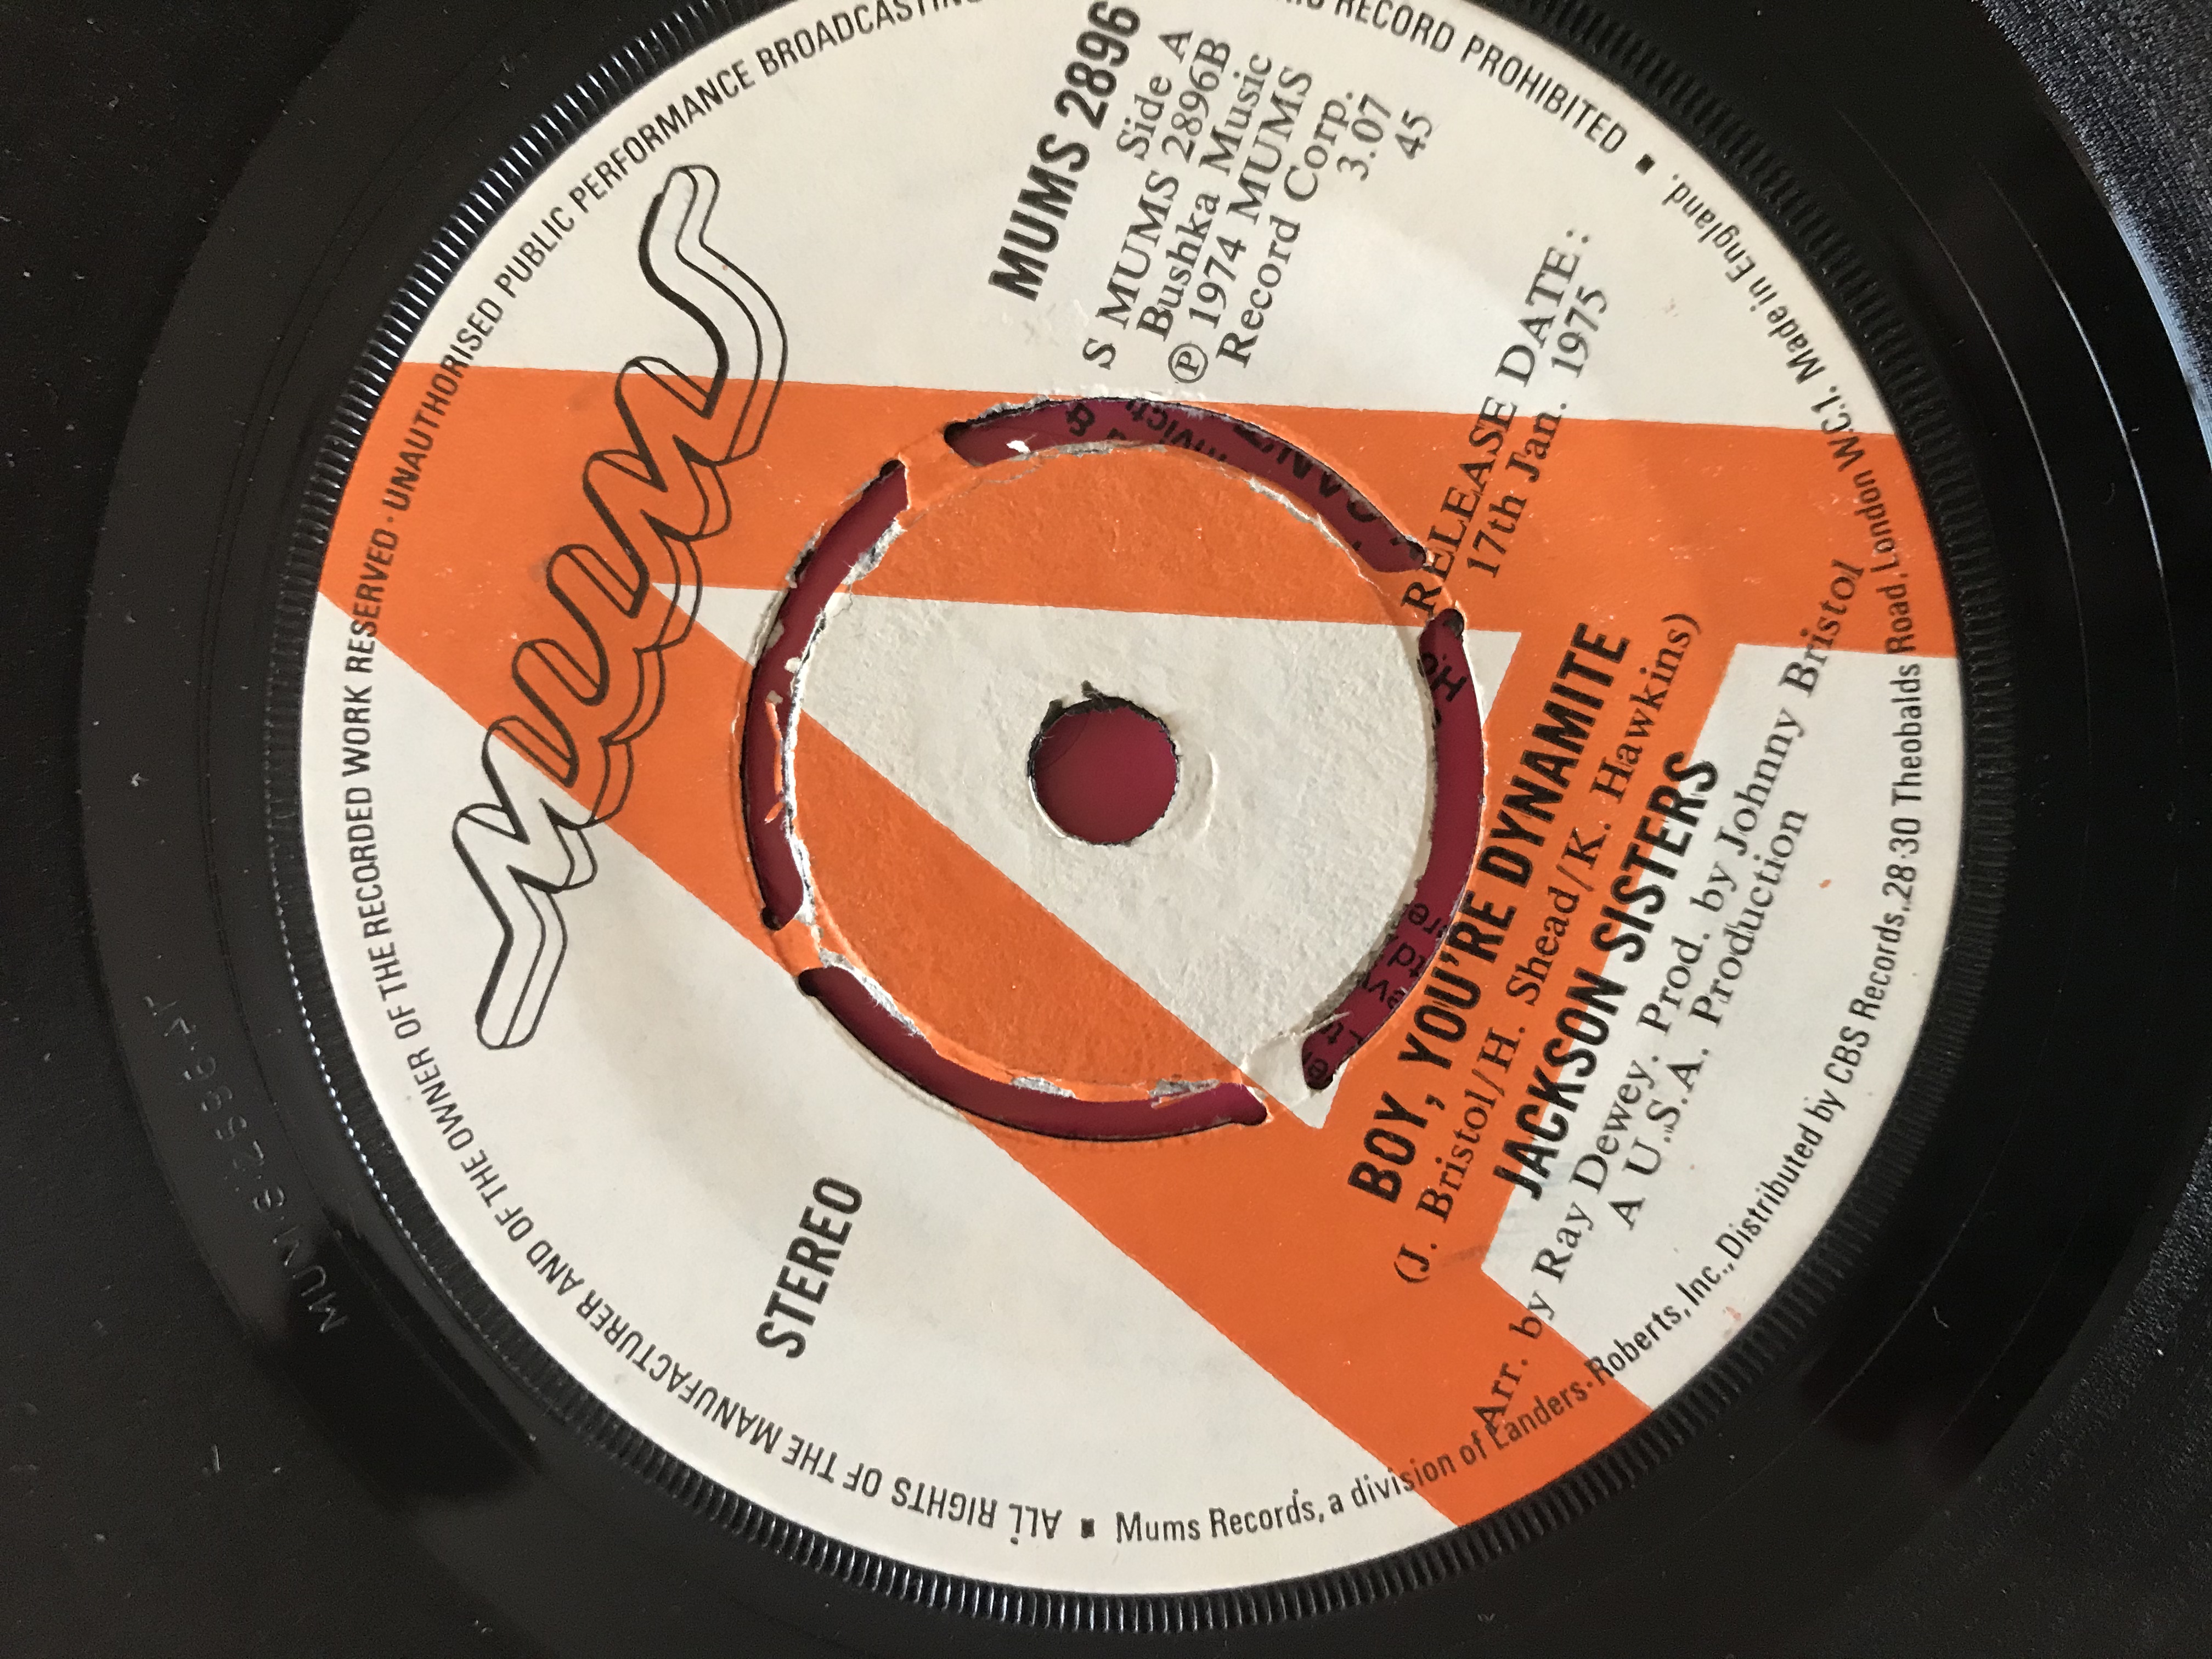 mums
STEREO
MUMS 2896
Side A
S MUMS 2896B
Bushka Music
℗ 1974 MUMS
Record Corp.
3.07
45
RELEASE DATE:
17th Jan. 1975
BOY, YOU'RE DYNAMITE
(J. Bristol/H. Shead/K. Hawkins)
JACKSON SISTERS
Arr. by Ray Dewey. Prod. by Johnny Bristol
A U.S.A. Production
ALL RIGHTS OF THE MANUFACTURER AND OF THE OWNER OF THE RECORDED WORK RESERVED · UNAUTHORISED PUBLIC PERFORMANCE BROADCASTING
RECORD PROHIBITED ▪
Mums Records, a division of Landers-Roberts, Inc., Distributed by CBS Records, 28-30 Theobalds Road, London W.C.1. Made in England.